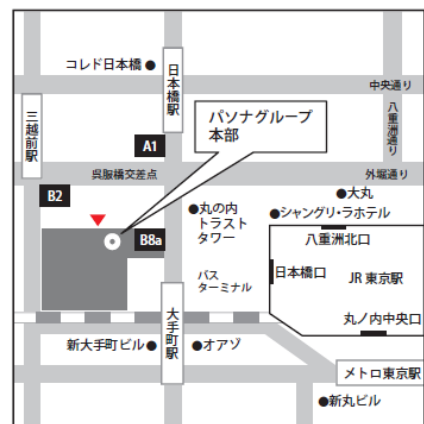 コレド日本橋
日本橋駅
中央通り
三越前駅
八重洲通り
パソナグループ
本部
A1
呉服橋交差点
外堀通り
B2
大丸
丸の内
トラスト
タワー
シャングリ・ラホテル
八重洲北口
B8a
バス
ターミナル
日本橋口
JR 東京駅
大手町駅
丸ノ内中央口
新大手町ビル
オアゾ
メトロ東京駅
新丸ビル